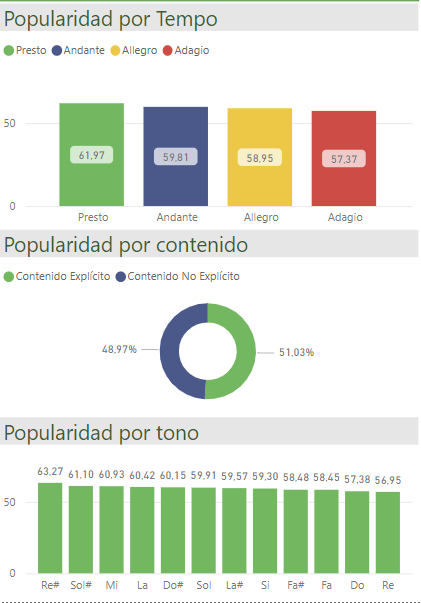 Popularidad por Tempo
Presto Andante Allegro Adagio
50
61,97 59,81 58,95 57,37
0
Presto Andante Allegro Adagio
Popularidad por contenido
Contenido Explícito Contenido No Explícito
48,97% 51,03%
Popularidad por tono
63,27 61,10 60,93 60,42 60,15 59,91 59,57 59,30 58,48 58,45 57,38 56,95
50
0
Re# Sol# Mi La Do# Sol La# Si Fa# Fa Do Re